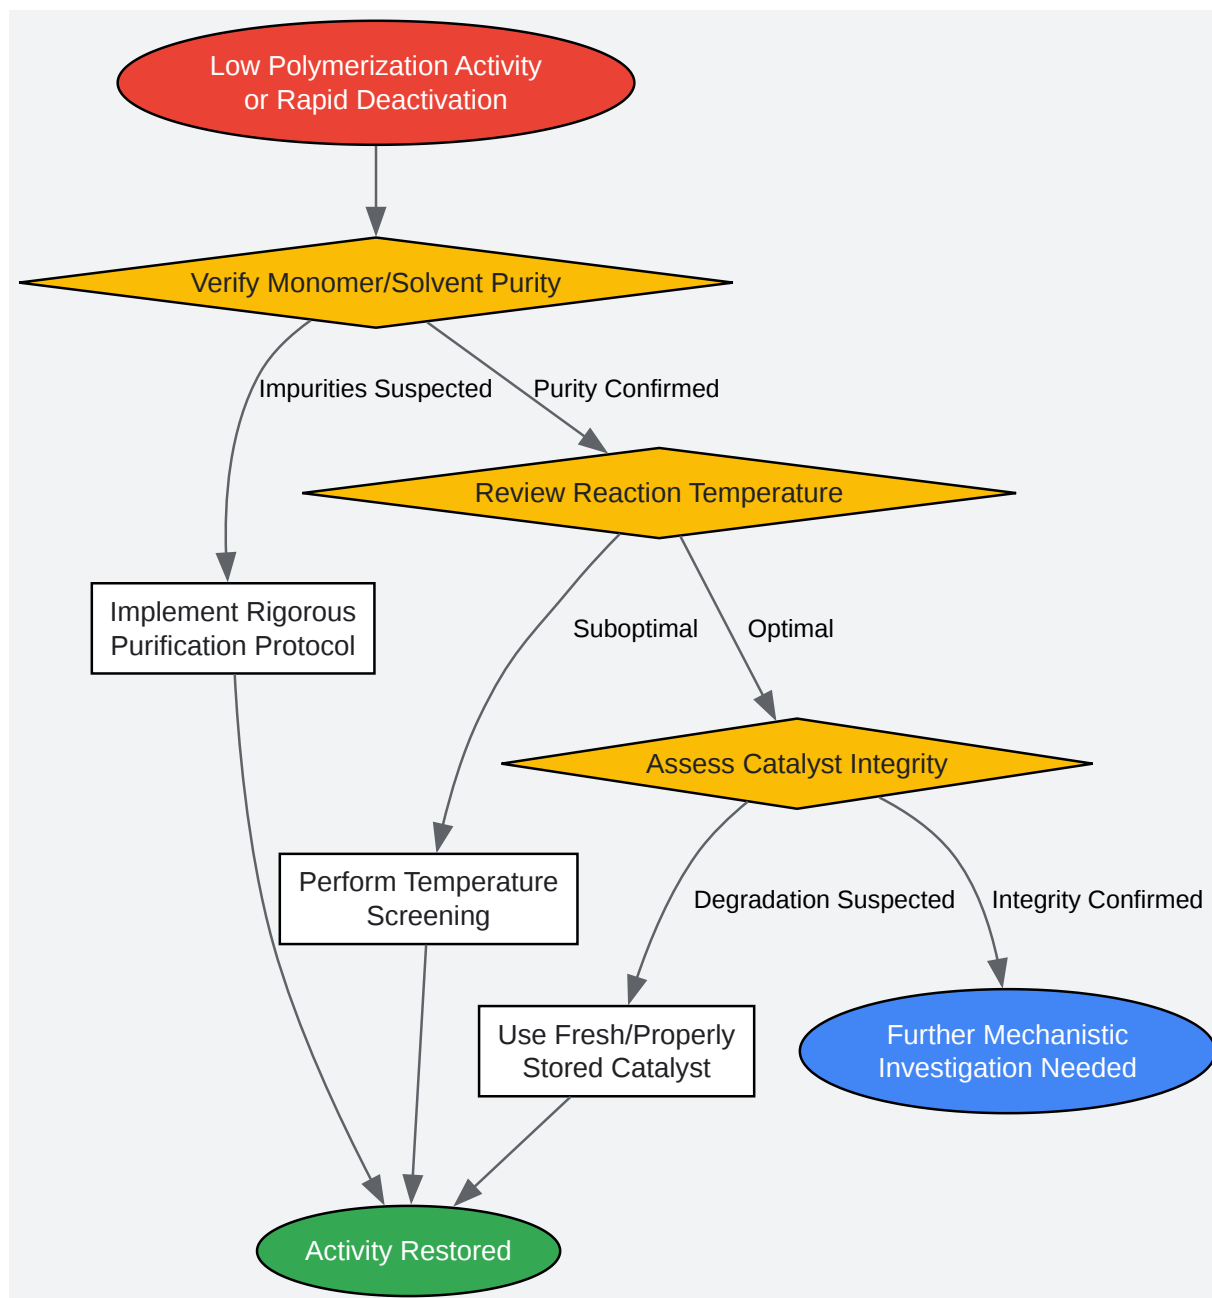 Low Polymerization Activity
or Rapid Deactivation
Verify Monomer/Solvent Purity
Impurities Suspected
Purity Confirmed
Review Reaction Temperature
Implement Rigorous
Purification Protocol
Suboptimal
Optimal
Assess Catalyst Integrity
Perform Temperature
Screening
Degradation Suspected
Integrity Confirmed
Use Fresh/Properly
Stored Catalyst
Further Mechanistic
Investigation Needed
Activity Restored